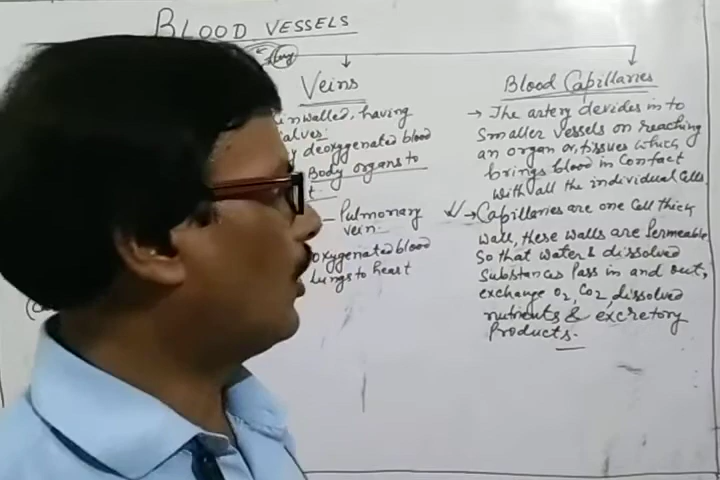 BLOOD VESSELS
Veins
walled, having
valves:
deoxygenated blood
Body organs to
Pulmonary
vein.
oxygenated blood
Lungs to heart
Blood Capillaries
→ The artery devides in to
smaller vessels on reaching
an organ or, tissues which
brings blood in Contact
with all the individual Cells.
→ Capillaries are one Cell thick
wall, these walls are Permeable
So that water & dissolved
Substances Pass in and out,
exchange O2, CO2, dissolved
nutrients & excretory
Products.